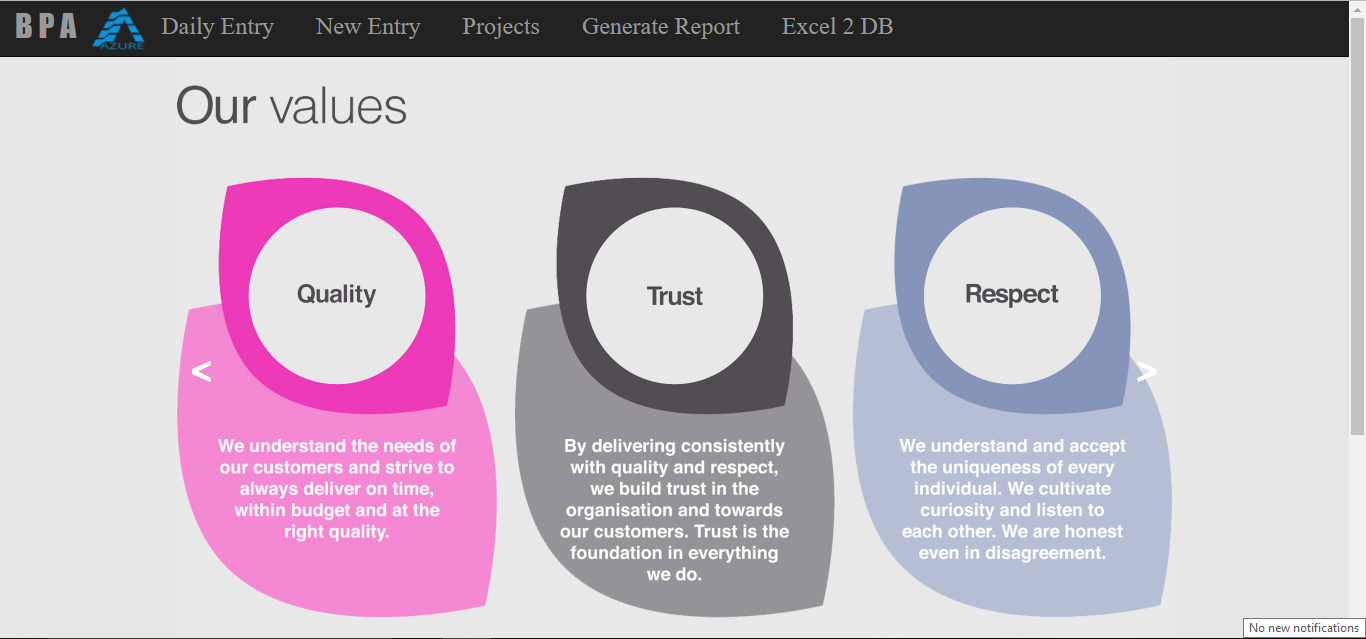 BPA AZURE Daily Entry New Entry Projects Generate Report Excel 2 DB
Our values
Quality
Trust
Respect
<
>
We understand the needs of
our customers and strive to
always deliver on time,
within budget and at the
right quality.
By delivering consistently
with quality and respect,
we build trust in the
organisation and towards
our customers. Trust is the
foundation in everything
we do.
We understand and accept
the uniqueness of every
individual. We cultivate
curiosity and listen to
each other. We are honest
even in disagreement.
No new notifications